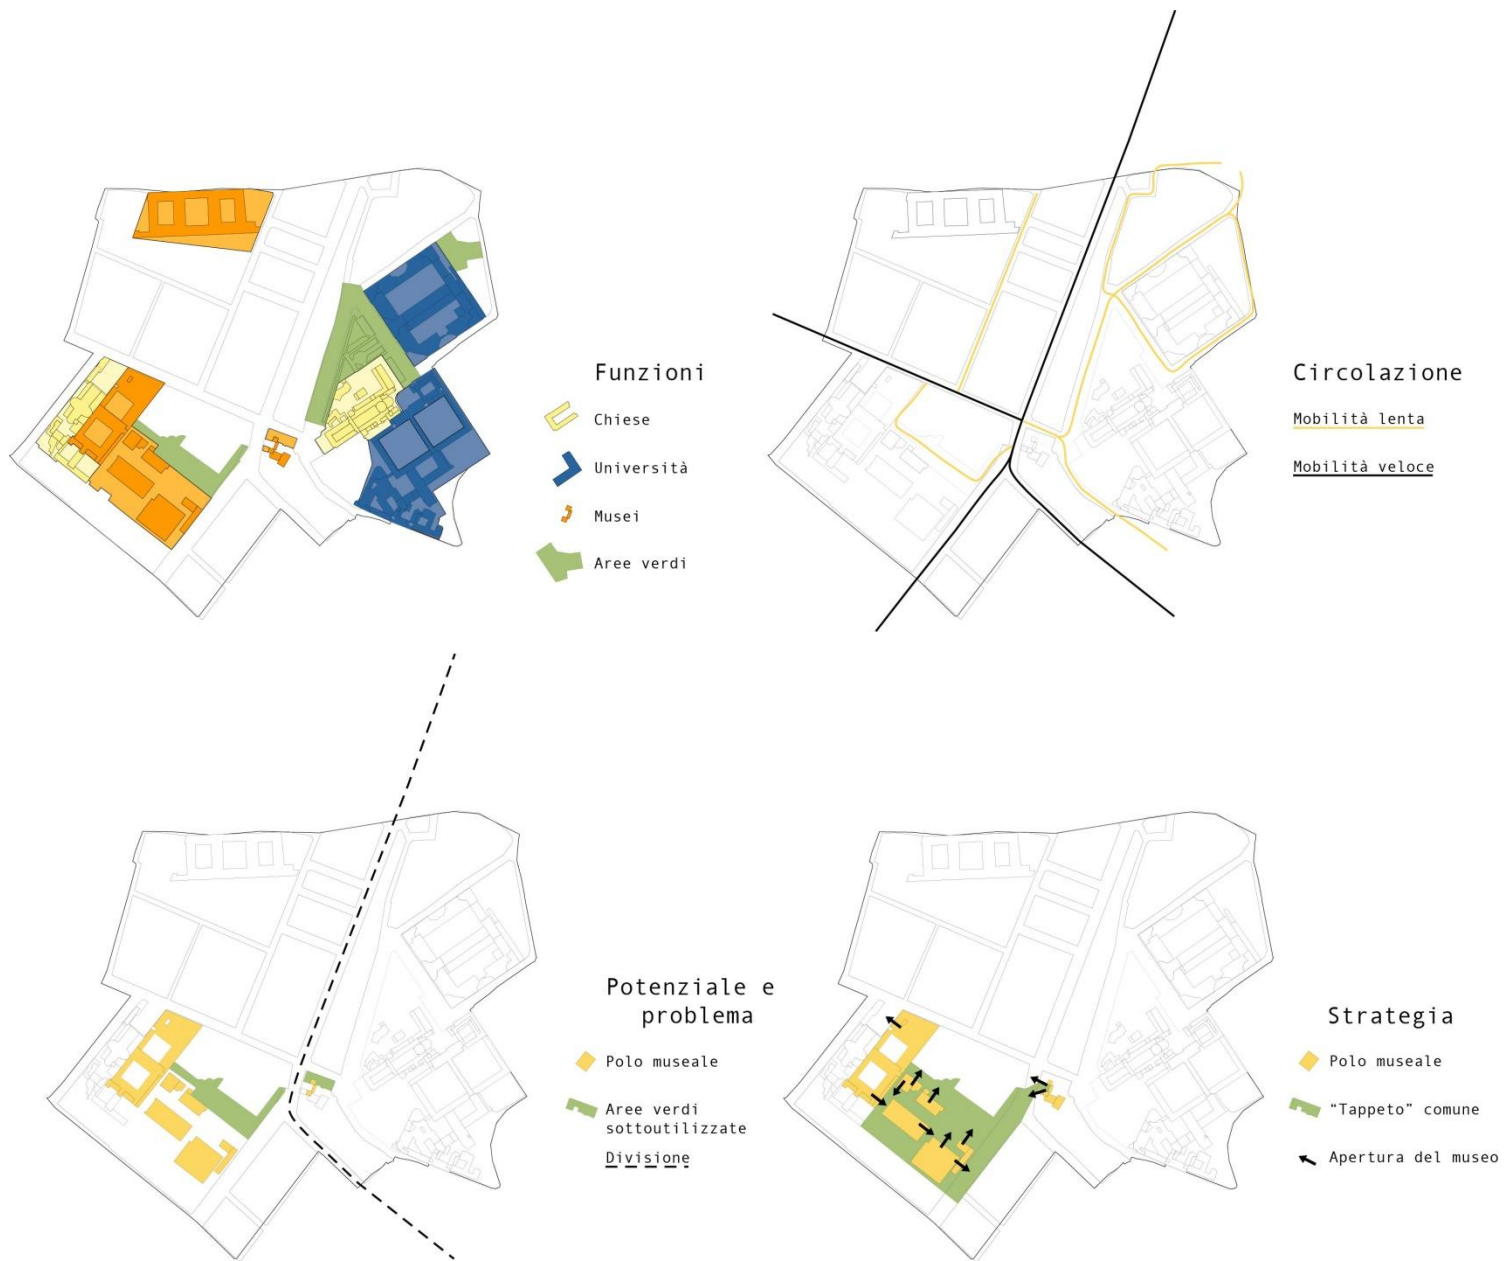 Funzioni
Chiese
Università
Musei
Aree verdi
Circolazione
Mobilità lenta
Mobilità veloce
Potenziale e
problema
Polo museale
Aree verdi
sottoutilizzate
Divisione
Strategia
Polo museale
“Tappeto” comune
Apertura del museo